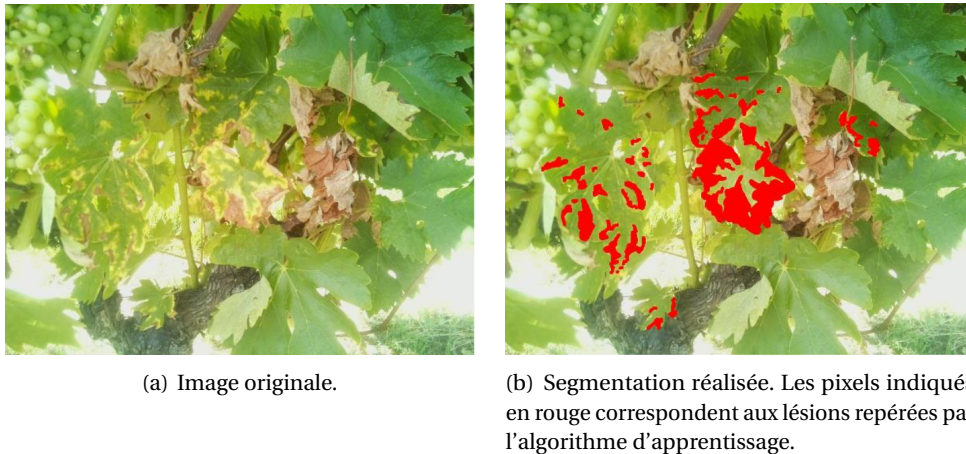 (a) Image originale.
(b) Segmentation réalisée. Les pixels indiqué
en rouge correspondent aux lésions repérées pa
l’algorithme d’apprentissage.